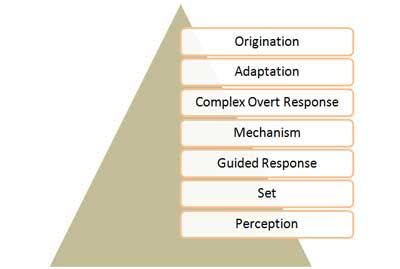 Origination
Adaptation
Complex Overt Response
Mechanism
Guided Response
Set
Perception